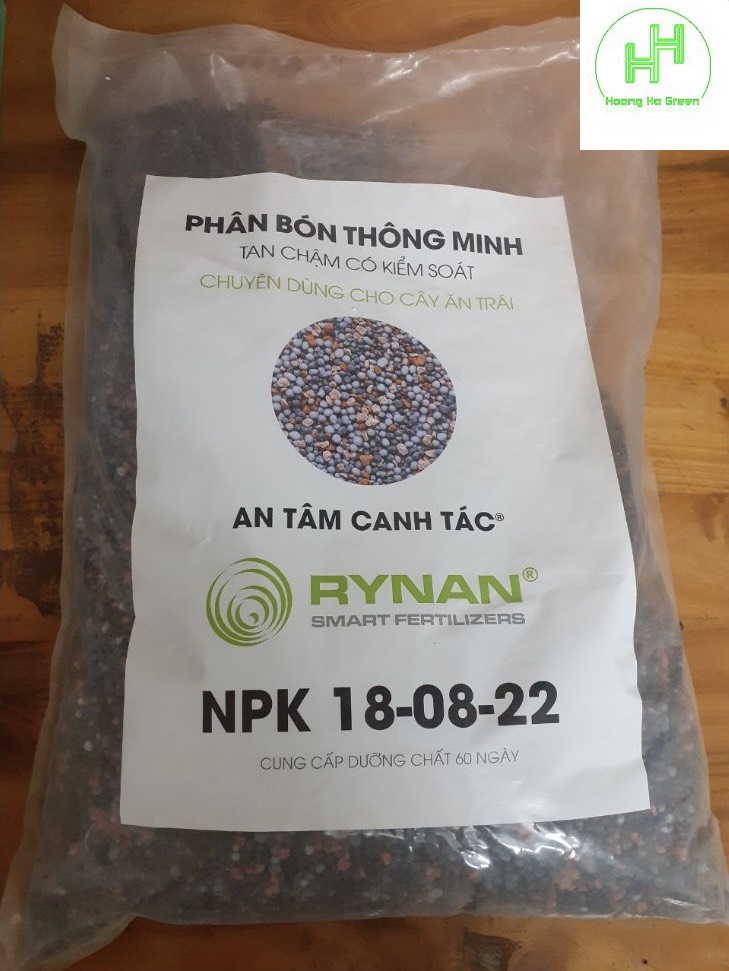 HH
Hoang Ha Green
PHÂN BÓN THÔNG MINH
TAN CHẬM CÓ KIỂM SOÁT
CHUYÊN DÙNG CHO CÂY ĂN TRÁI
AN TÂM CANH TÁC®
RYNAN®
SMART FERTILIZERS
NPK 18-08-22
CUNG CẤP DƯỠNG CHẤT 60 NGÀY